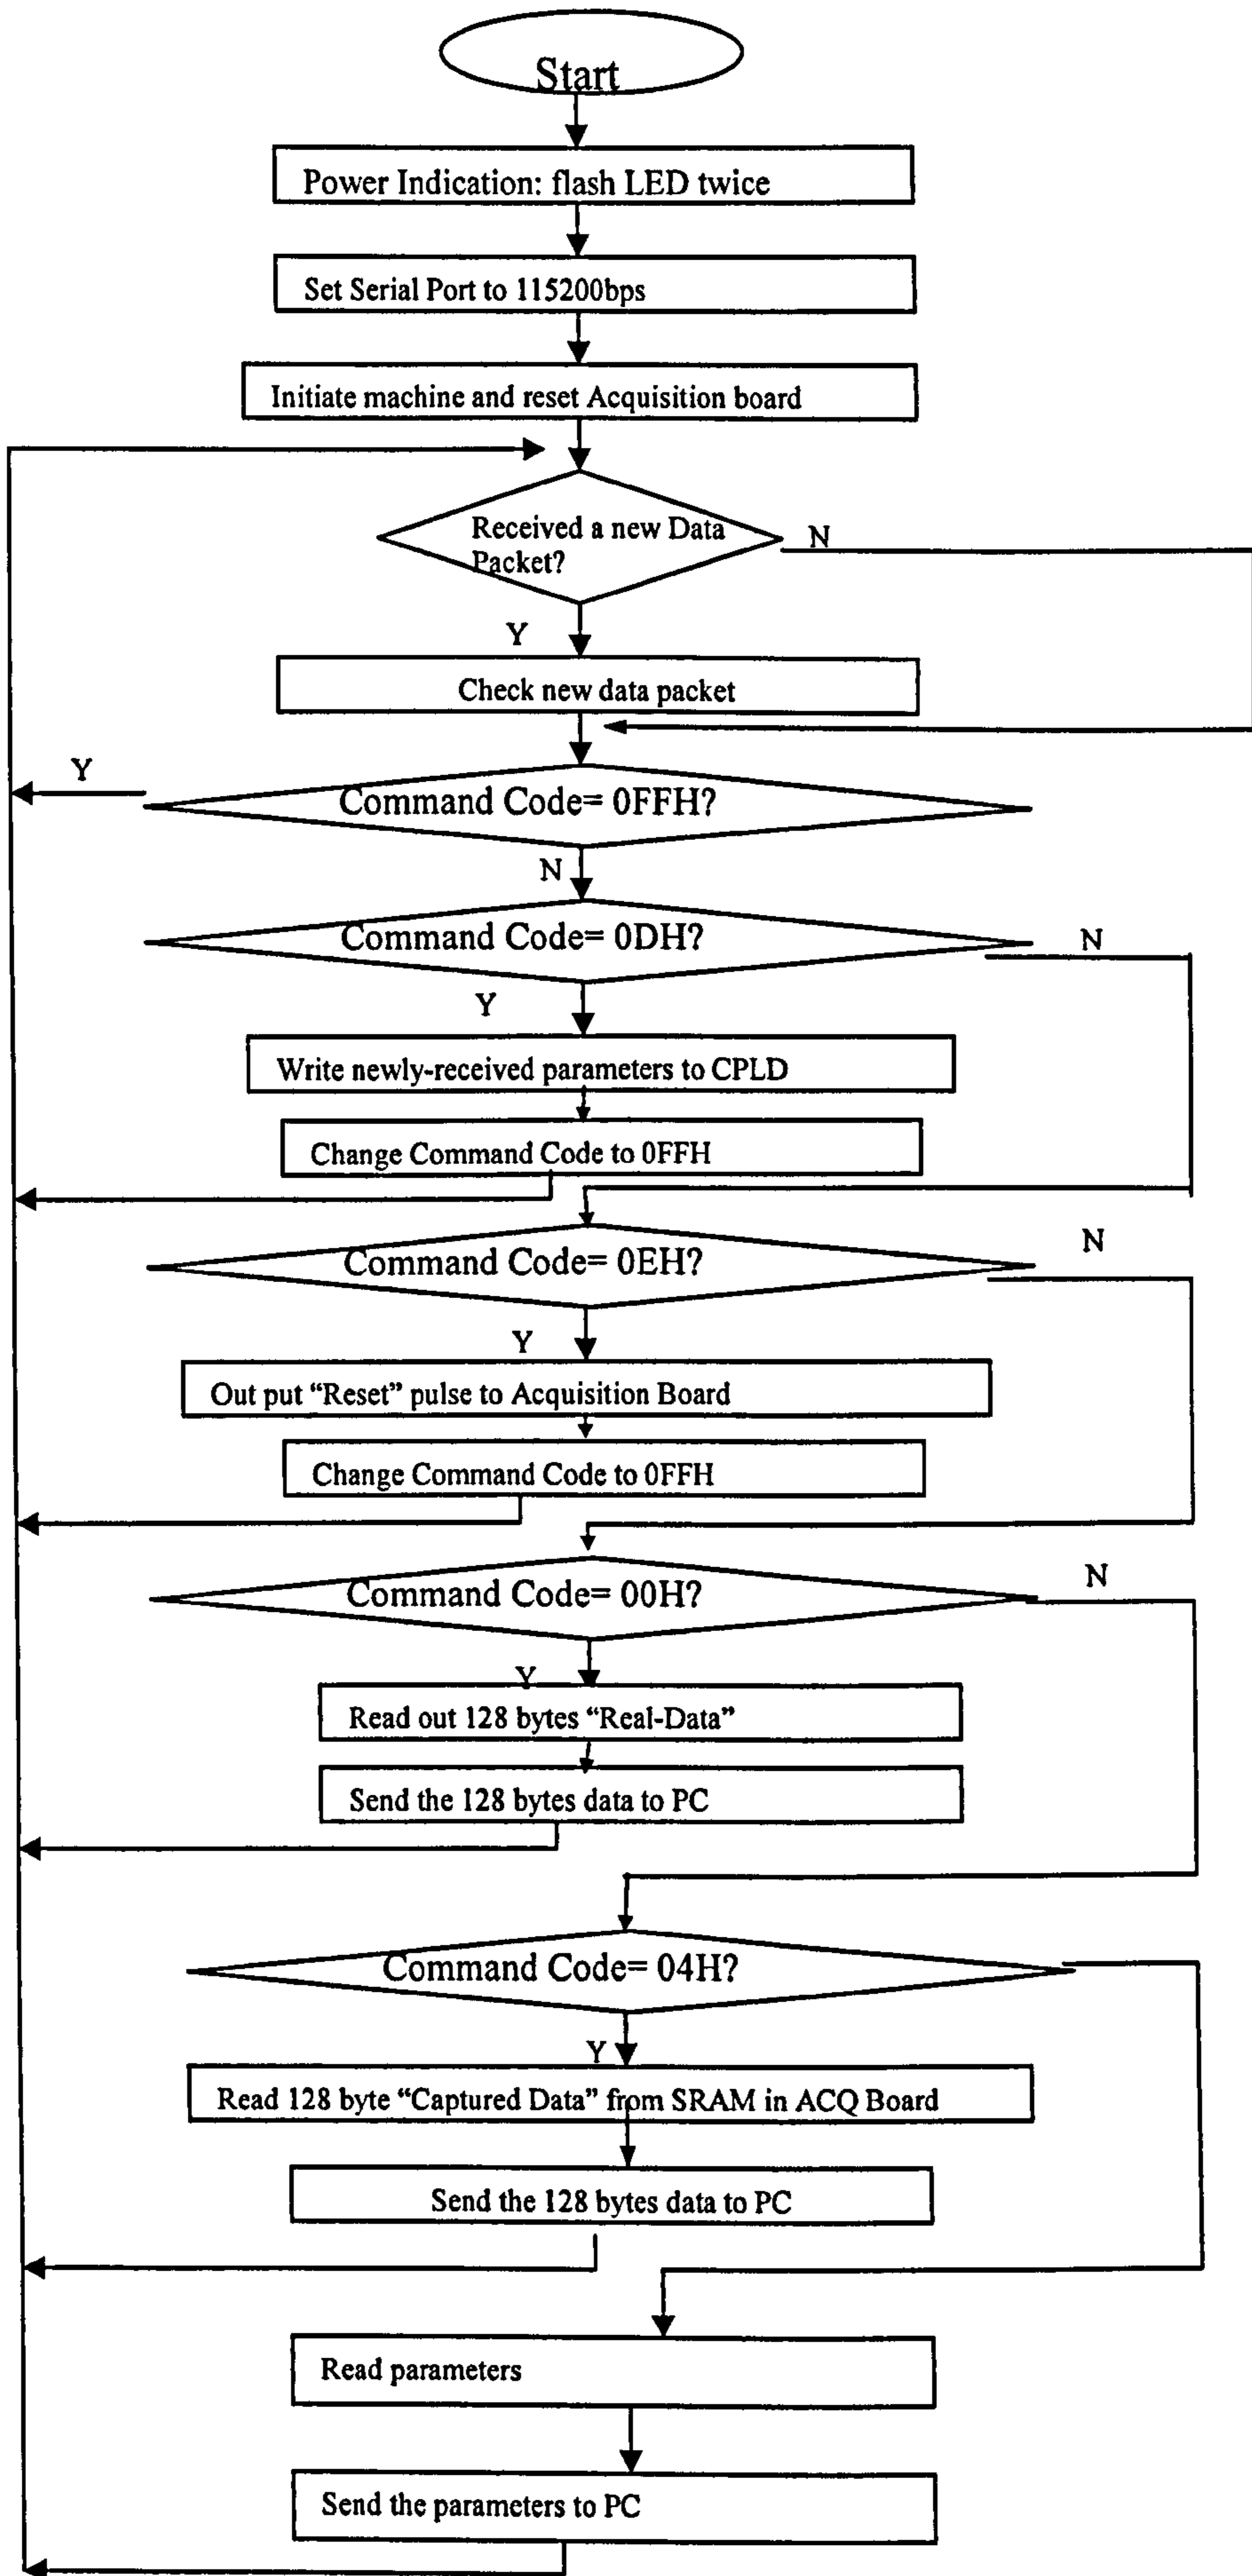 Start
Power Indication: flash LED twice
Set Serial Port to 115200bps
Initiate machine and reset Acquisition board
Received a new Data
Packet?
N
Y
Check new data packet
Y
Command Code= 0FFH?
N
Command Code= 0DH?
N
Y
Write newly-received parameters to CPLD
Change Command Code to 0FFH
Command Code= 0EH?
N
Y
Out put “Reset” pulse to Acquisition Board
Change Command Code to 0FFH
Command Code= 00H?
N
Y
Read out 128 bytes “Real-Data”
Send the 128 bytes data to PC
Command Code= 04H?
Y
Read 128 byte “Captured Data” from SRAM in ACQ Board
Send the 128 bytes data to PC
Read parameters
Send the parameters to PC